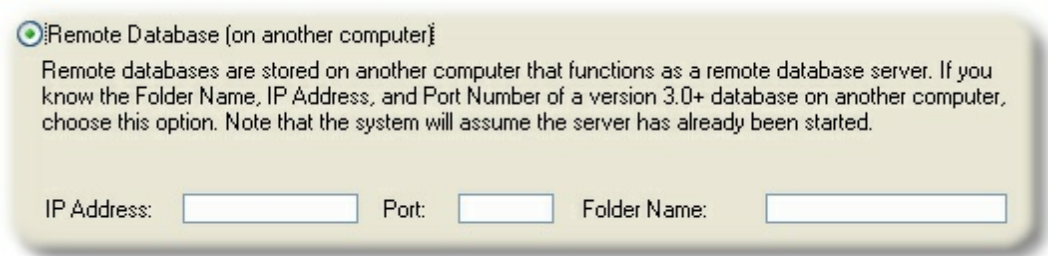 Remote Database (on another computer)
Remote databases are stored on another computer that functions as a remote database server. If you
know the Folder Name, IP Address, and Port Number of a version 3.0+ database on another computer,
choose this option. Note that the system will assume the server has already been started.
IP Address: Port: Folder Name: